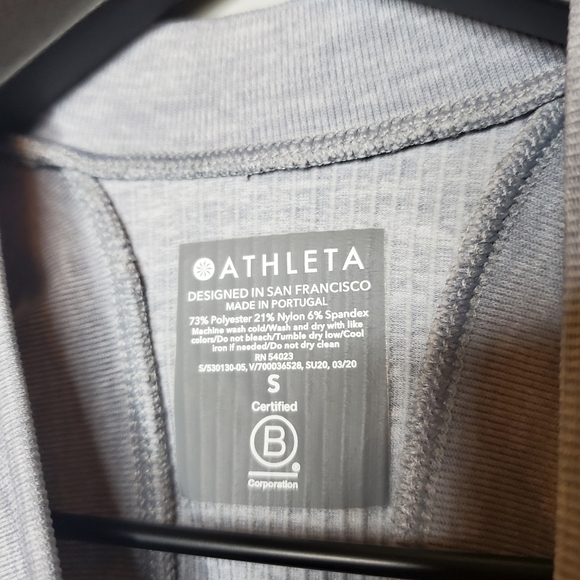 ATHLETA
DESIGNED IN SAN FRANCISCO
MADE IN PORTUGAL
73% Polyester 21% Nylon 6% Spandex
Machine wash cold/Wash and dry with like
colors/Do not bleach/Tumble dry low/Cool
iron if needed/Do not dry clean
RN 54023
S/530130-05, V/700036528, SU20, 03/20
S
Certified
B
Corporation